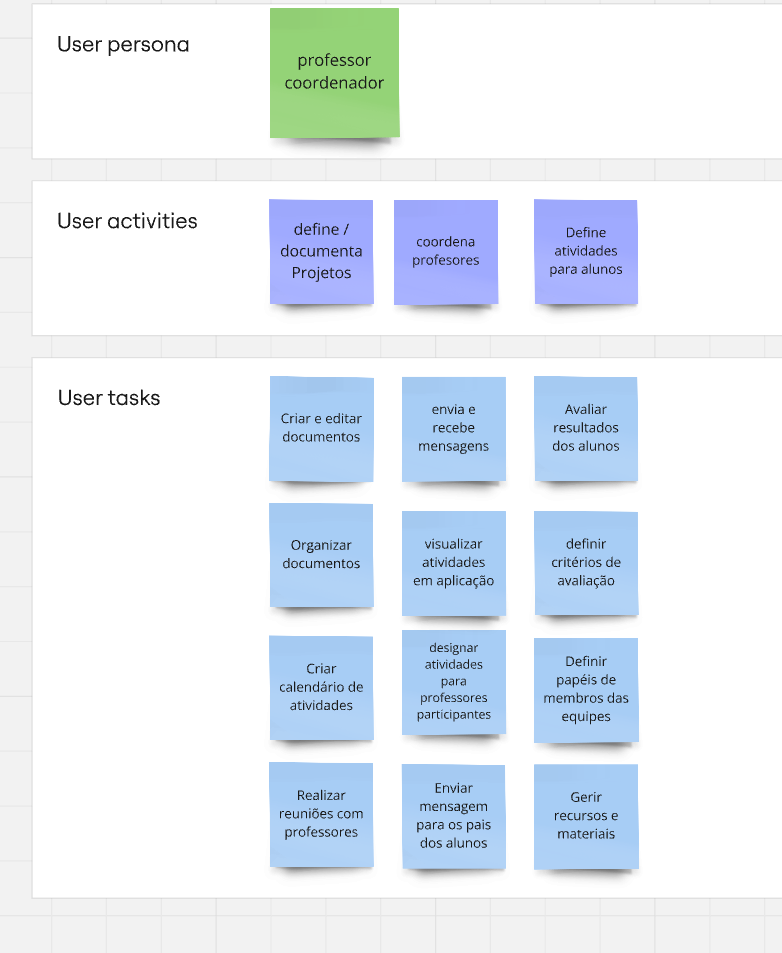 User persona
professor
coordenador
User activities
define /
documenta
Projetos
coordena
profesores
Define
atividades
para alunos
User tasks
Criar e editar
documentos
envia e
recebe
mensagens
Avaliar
resultados
dos alunos
Organizar
documentos
visualizar
atividades
em aplicação
definir
critérios de
avaliação
Criar
calendário de
atividades
designar
atividades
para
professores
participantes
Definir
papéis de
membros das
equipes
Realizar
reuniões com
professores
Enviar
mensagem
para os pais
dos alunos
Gerir
recursos e
materiais